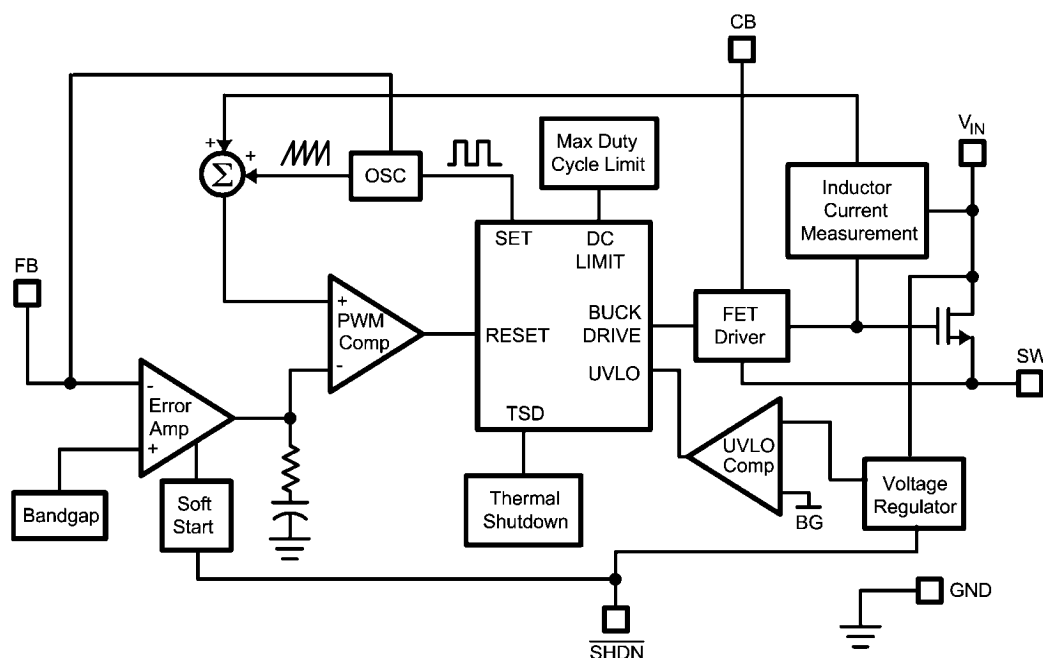 CB
VIN
+
+
Σ
OSC
Max Duty
Cycle Limit
Inductor
Current
Measurement
SET
DC
LIMIT
FB
+
PWM
Comp
-
RESET
BUCK
DRIVE
FET
Driver
UVLO
SW
-
Error
Amp
+
TSD
UVLO
Comp
BG
Voltage
Regulator
Bandgap
Soft
Start
Thermal
Shutdown
GND
SHDN